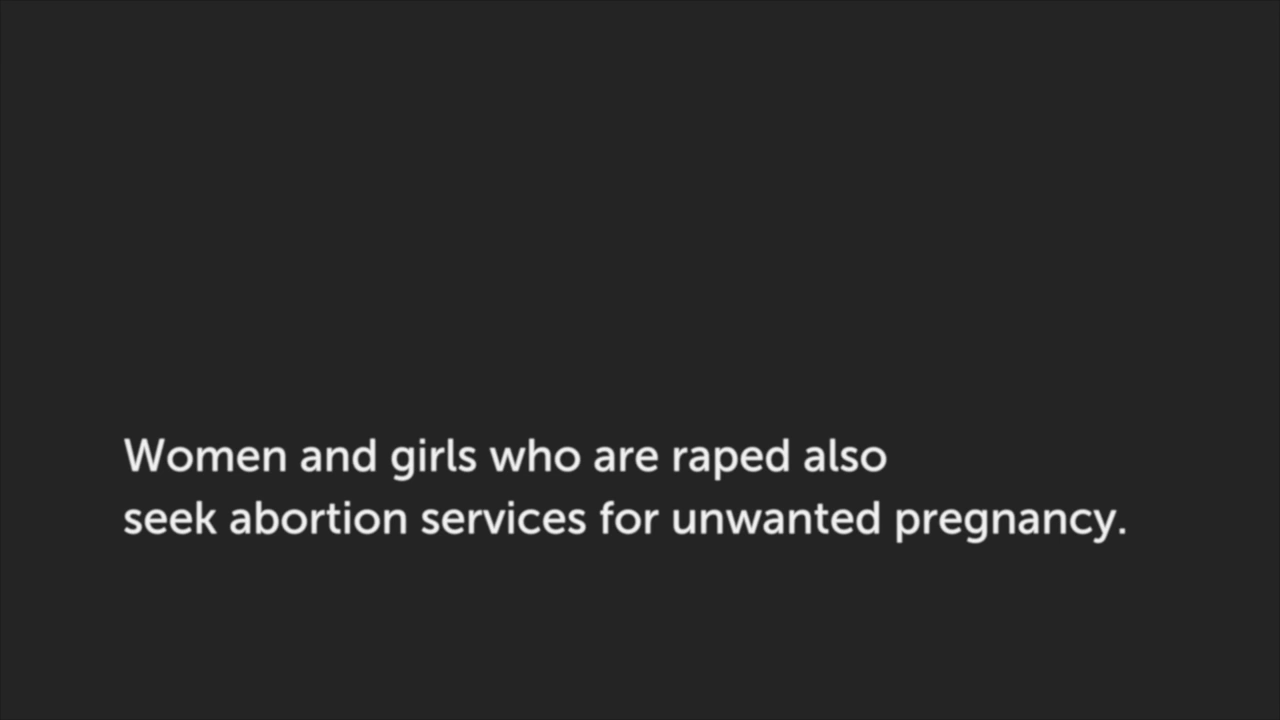 Women and girls who are raped also
seek abortion services for unwanted pregnancy.